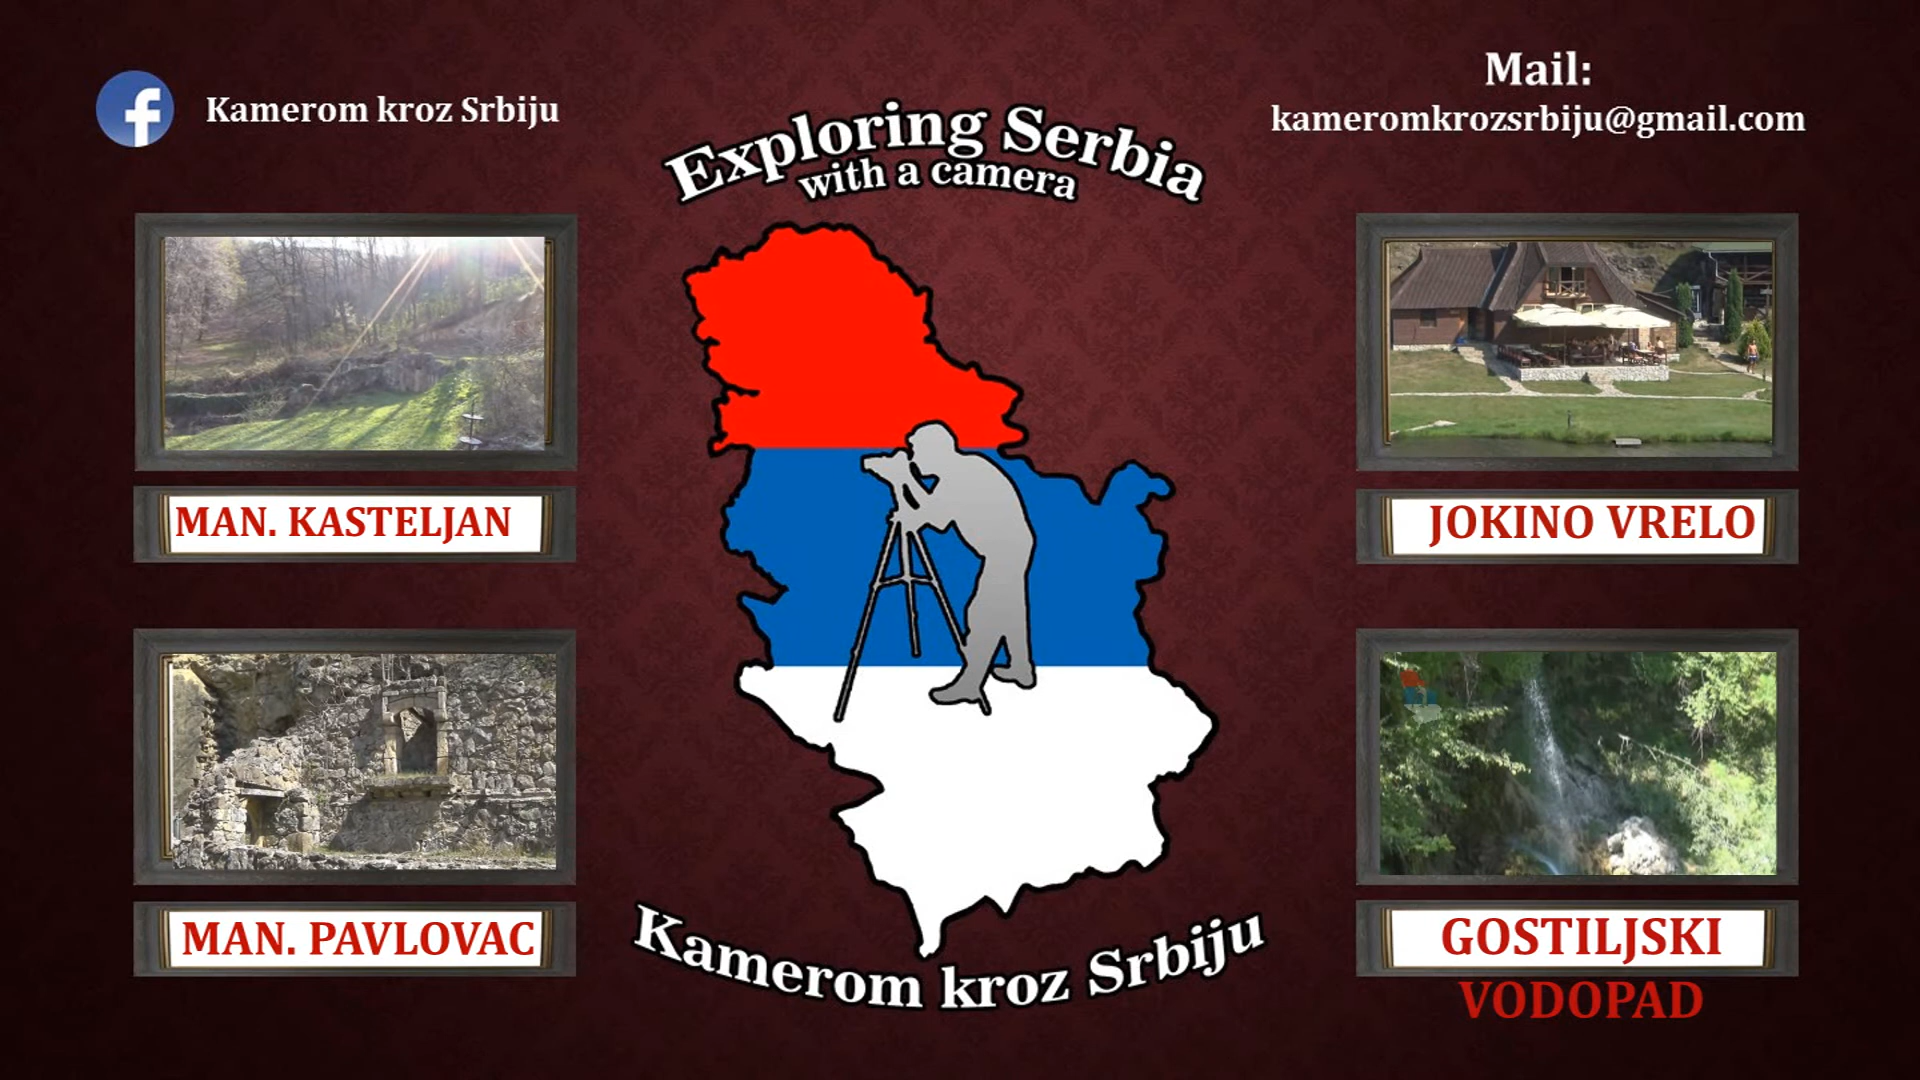 Kamerom kroz Srbiju
Mail:
kameromkrozsrbiju@gmail.com
Exploring Serbia
with a camera
MAN. KASTELJAN
JOKINO VRELO
MAN. PAVLOVAC
GOSTILJSKI
VODOPAD
Kamerom kroz Srbiju